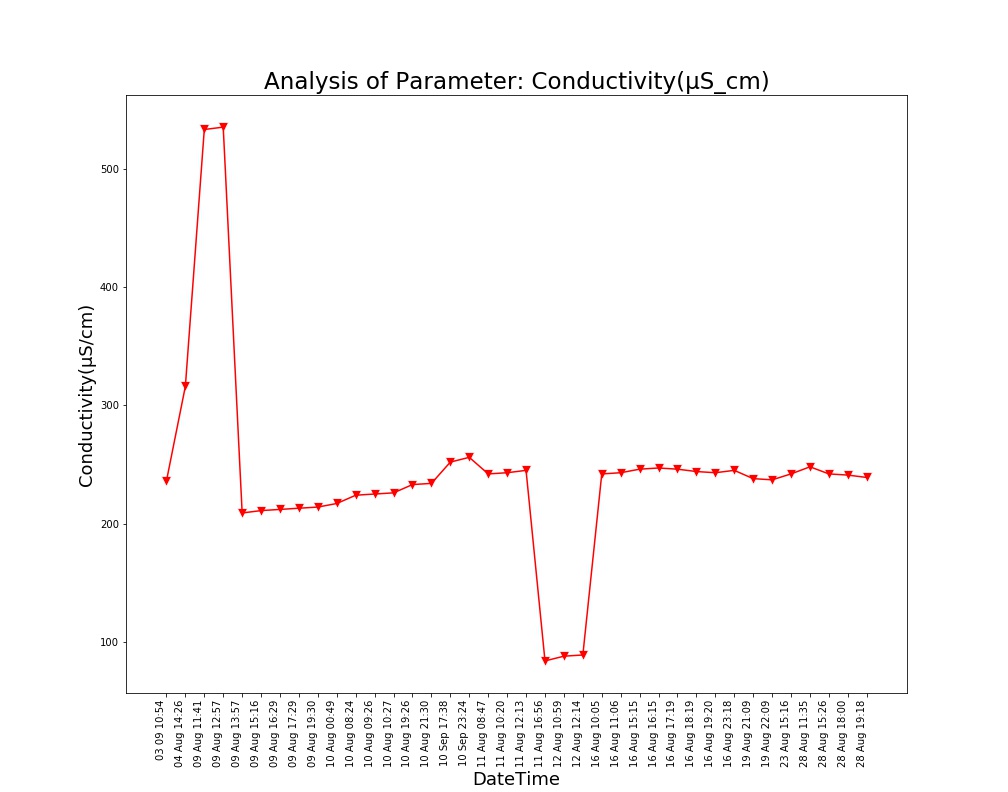 Analysis of Parameter: Conductivity(µS_cm)
Conductivity(µS/cm)
500
400
300
200
100
03 09 10:54
04 Aug 14:26
09 Aug 11:41
09 Aug 12:57
09 Aug 13:57
09 Aug 15:16
09 Aug 16:29
09 Aug 17:29
09 Aug 19:30
10 Aug 00:49
10 Aug 08:24
10 Aug 09:26
10 Aug 10:27
10 Aug 19:26
10 Aug 21:30
10 Sep 17:38
10 Sep 23:24
11 Aug 08:47
11 Aug 10:20
11 Aug 12:13
11 Aug 16:56
12 Aug 10:59
12 Aug 12:14
16 Aug 10:05
16 Aug 11:06
16 Aug 15:15
16 Aug 16:15
16 Aug 17:19
16 Aug 18:19
16 Aug 19:20
16 Aug 23:18
19 Aug 21:09
19 Aug 22:09
23 Aug 15:16
28 Aug 11:35
28 Aug 15:26
28 Aug 18:00
28 Aug 19:18
DateTime